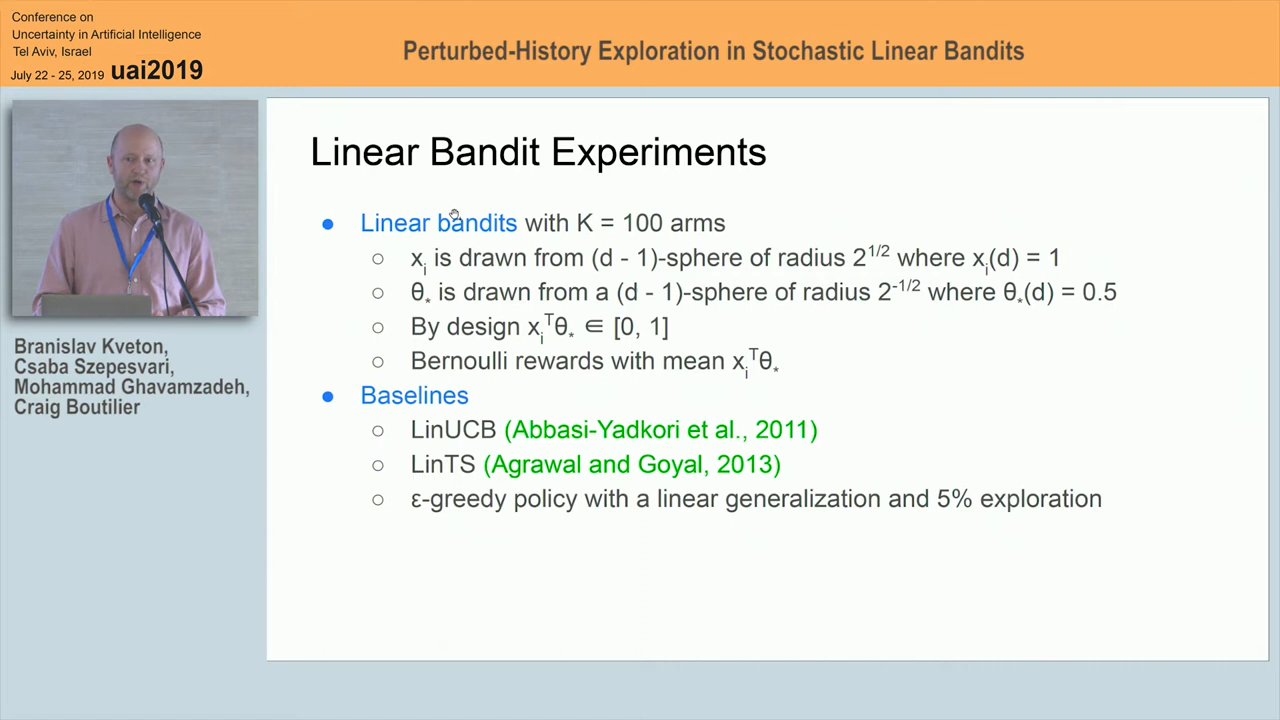 Conference on
Uncertainty in Artificial Intelligence
Tel Aviv, Israel
July 22 - 25, 2019 uai2019
Perturbed-History Exploration in Stochastic Linear Bandits
Branislav Kveton,
Csaba Szepesvari,
Mohammad Ghavamzadeh,
Craig Boutilier
Linear Bandit Experiments
● Linear bandits with K = 100 arms
○ xᵢ is drawn from (d - 1)-sphere of radius 2^1/2 where xᵢ(d) = 1
○ θ* is drawn from a (d - 1)-sphere of radius 2^-1/2 where θ*(d) = 0.5
○ By design xᵢᵀθ* ∈ [0, 1]
○ Bernoulli rewards with mean xᵢᵀθ*
● Baselines
○ LinUCB (Abbasi-Yadkori et al., 2011)
○ LinTS (Agrawal and Goyal, 2013)
○ ε-greedy policy with a linear generalization and 5% exploration